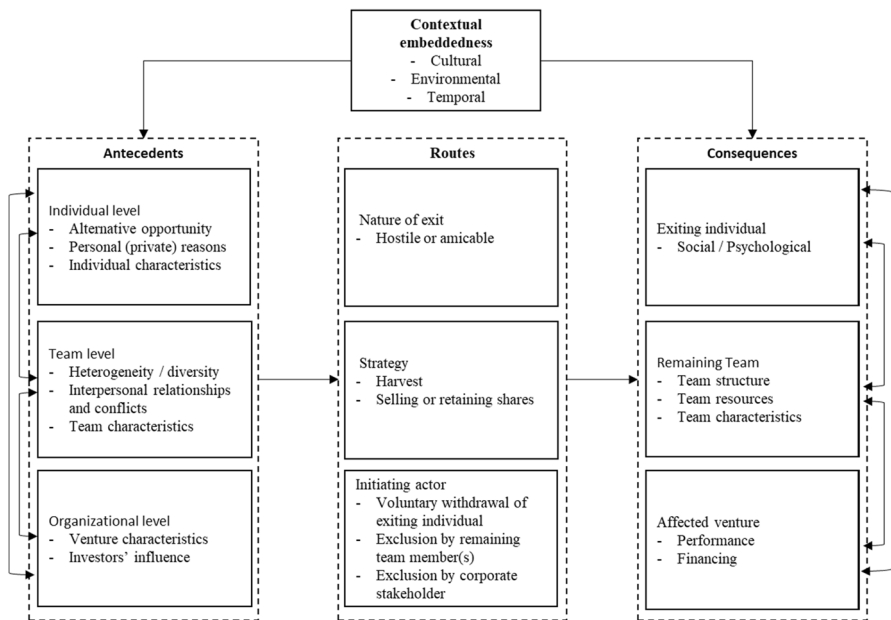 Contextual
embeddedness
- Cultural
- Environmental
- Temporal
Antecedents
Individual level
- Alternative opportunity
- Personal (private) reasons
- Individual characteristics
Team level
- Heterogeneity / diversity
- Interpersonal relationships
and conflicts
- Team characteristics
Organizational level
- Venture characteristics
- Investors’ influence
Routes
Nature of exit
- Hostile or amicable
Strategy
- Harvest
- Selling or retaining shares
Initiating actor
- Voluntary withdrawal of
exiting individual
- Exclusion by remaining
team member(s)
- Exclusion by corporate
stakeholder
Consequences
Exiting individual
- Social / Psychological
Remaining Team
- Team structure
- Team resources
- Team characteristics
Affected venture
- Performance
- Financing